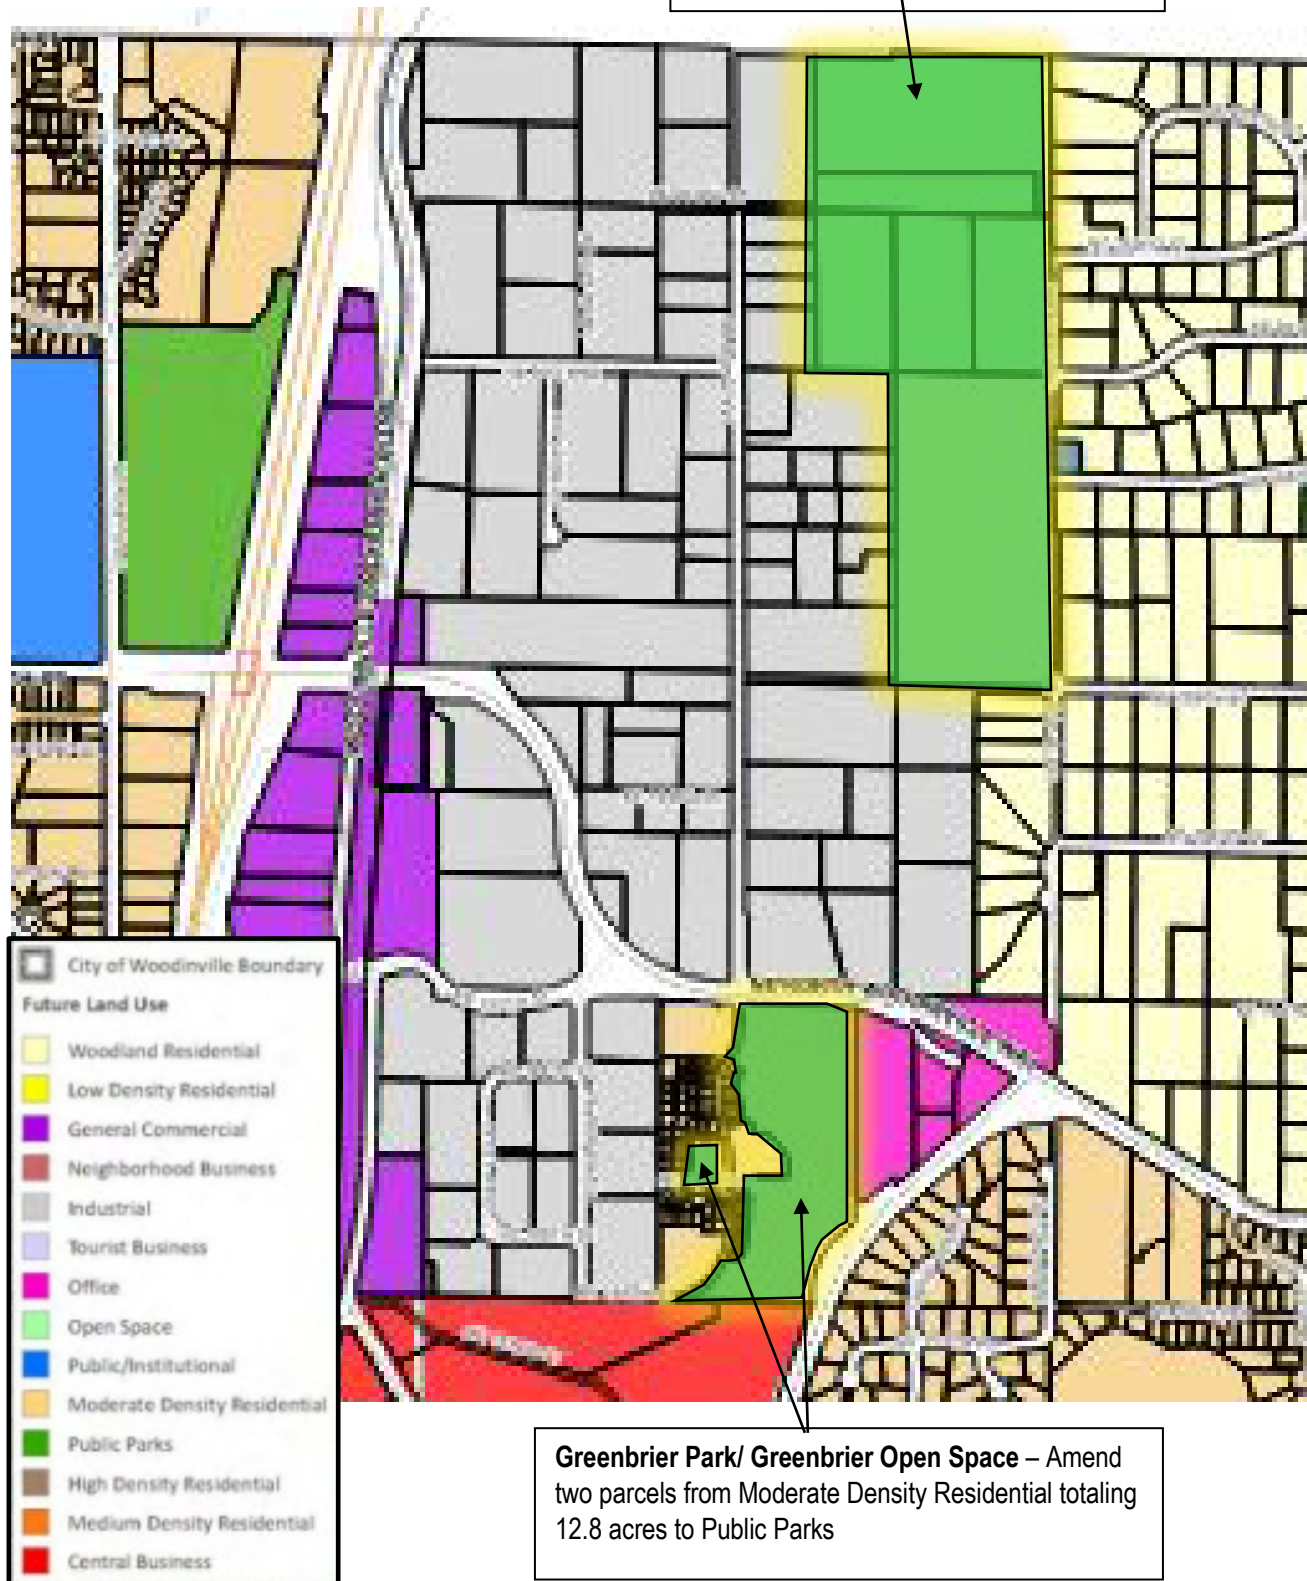 City of Woodinville Boundary
Future Land Use
Woodland Residential
Low Density Residential
General Commercial
Neighborhood Business
Industrial
Tourist Business
Office
Open Space
Public/Institutional
Moderate Density Residential
Public Parks
High Density Residential
Medium Density Residential
Central Business
Greenbrier Park/ Greenbrier Open Space – Amend
two parcels from Moderate Density Residential totaling
12.8 acres to Public Parks